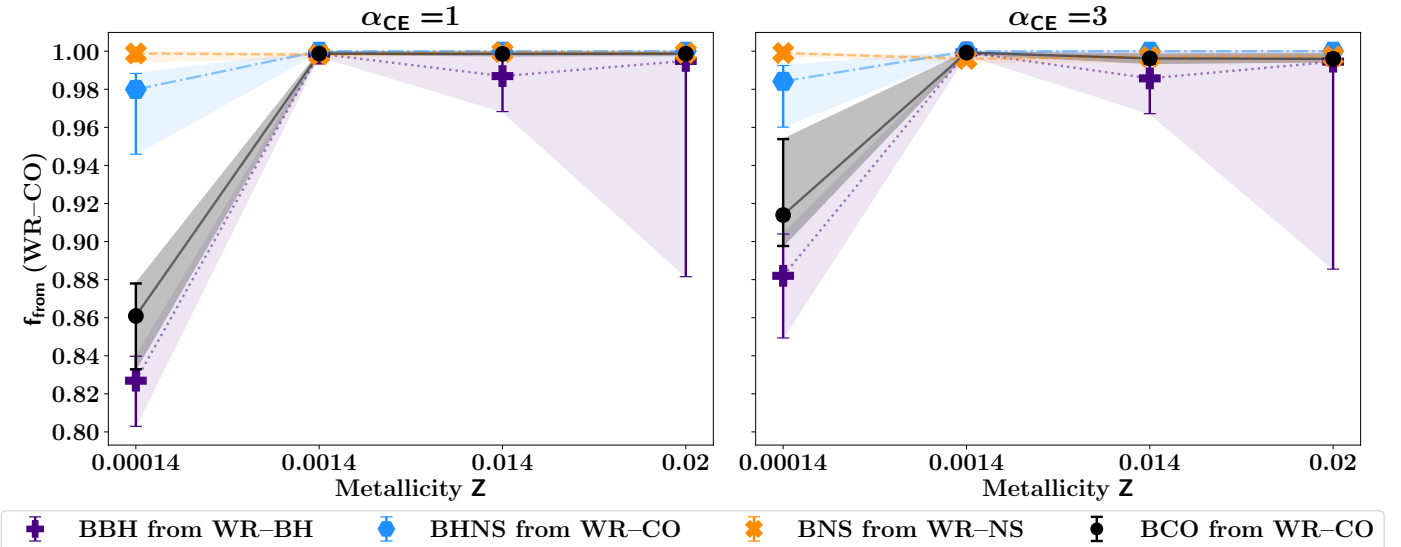 α_CE =1
α_CE =3
f_from (WR–CO)
1.00
0.98
0.96
0.94
0.92
0.90
0.88
0.86
0.84
0.82
0.80
0.00014 0.0014 0.014 0.02
0.00014 0.0014 0.014 0.02
Metallicity Z
Metallicity Z
BBH from WR–BH BHNS from WR–CO BNS from WR–NS BCO from WR–CO